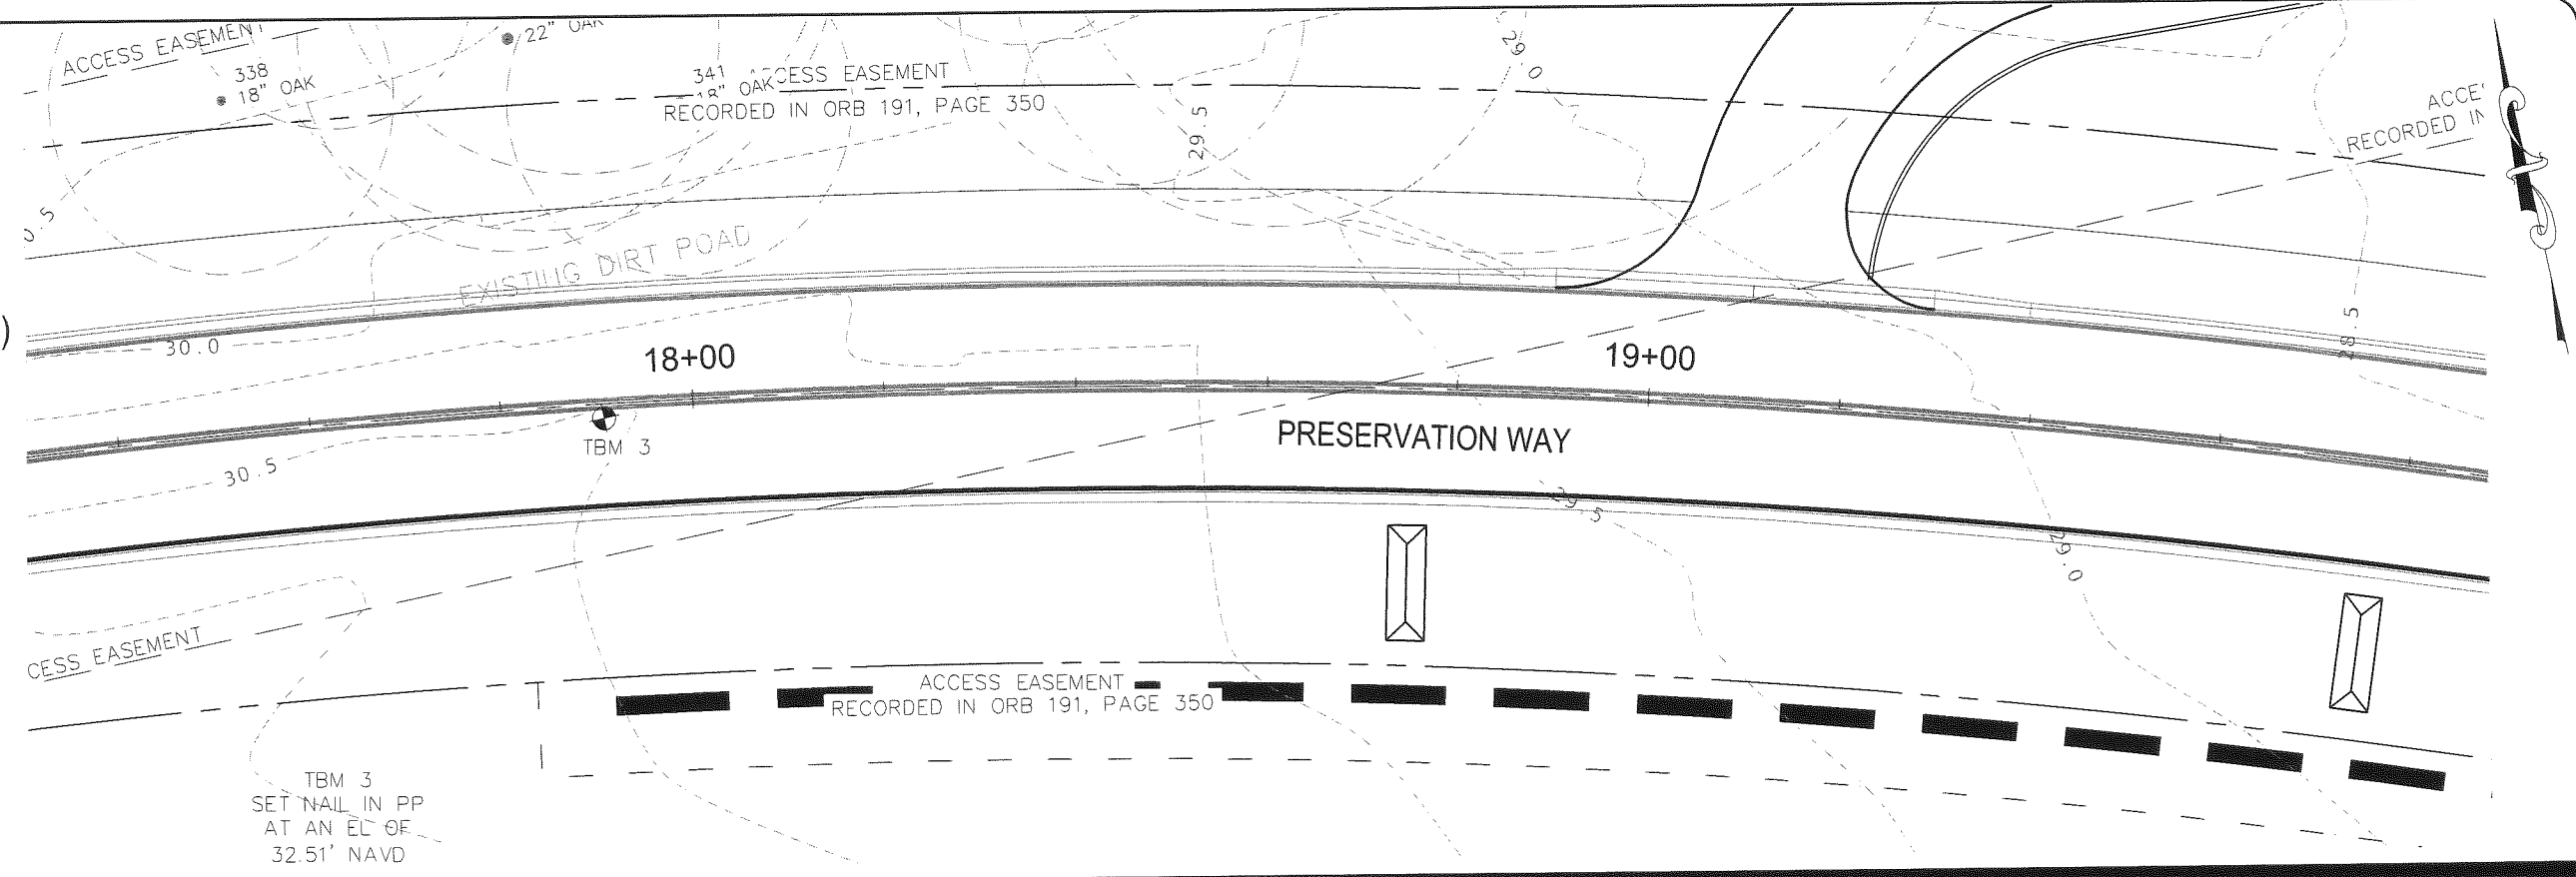 ACCESS EASEMENT
22" OAK
338
18" OAK
341
18" OAK
ACCESS EASEMENT
RECORDED IN ORB 191, PAGE 350
29.0
29.5
RECORDED IN
0.5
EXISTING DIRT ROAD
30.0
18+00
19+00
28.5
TBM 3
PRESERVATION WAY
30.5
29.5
29.0
CESS EASEMENT
ACCESS EASEMENT
RECORDED IN ORB 191, PAGE 350
TBM 3
SET NAIL IN PP
AT AN EL OF
32.51' NAVD
)